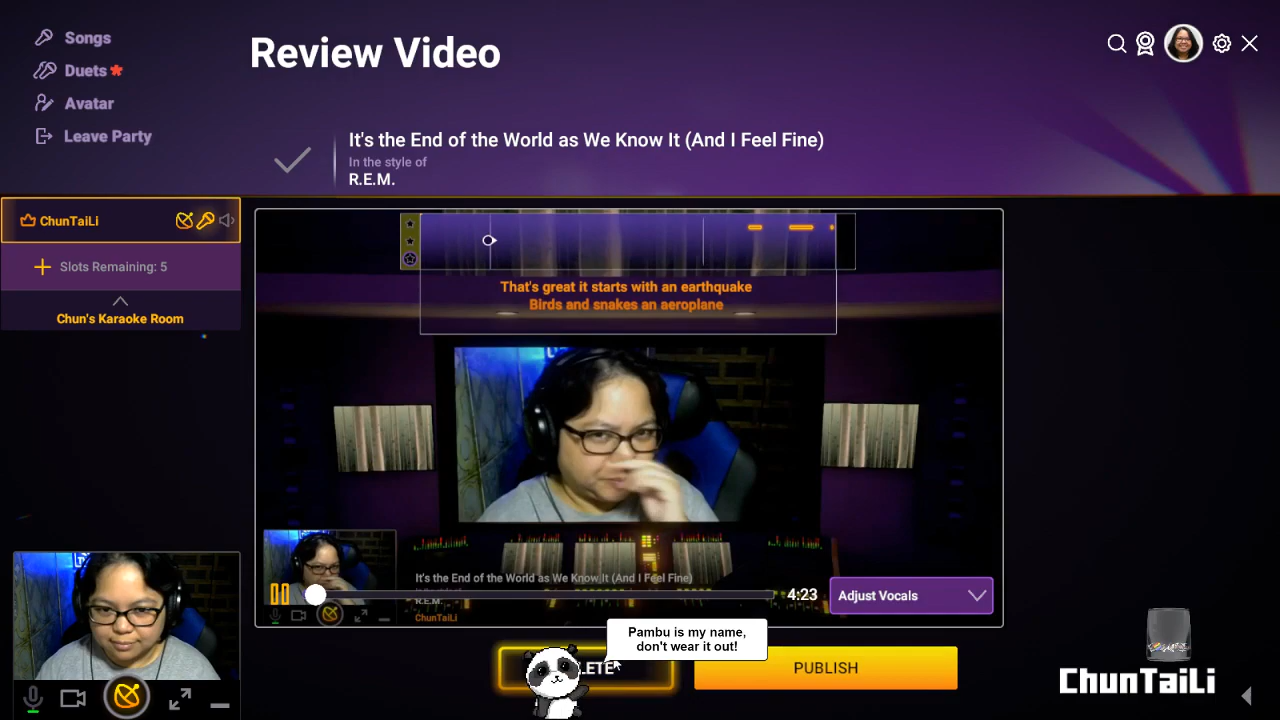 Songs
Duets *
Avatar
Leave Party
Review Video
It's the End of the World as We Know It (And I Feel Fine)
In the style of
R.E.M.
ChunTaiLi
Slots Remaining: 5
Chun's Karaoke Room
That's great it starts with an earthquake
Birds and snakes an aeroplane
It's the End of the World as We Know It (And I Feel Fine)
R.E.M.
ChunTaiLi
4:23
Adjust Vocals
Pambu is my name,
don't wear it out!
LETE
PUBLISH
ChunTaiLi